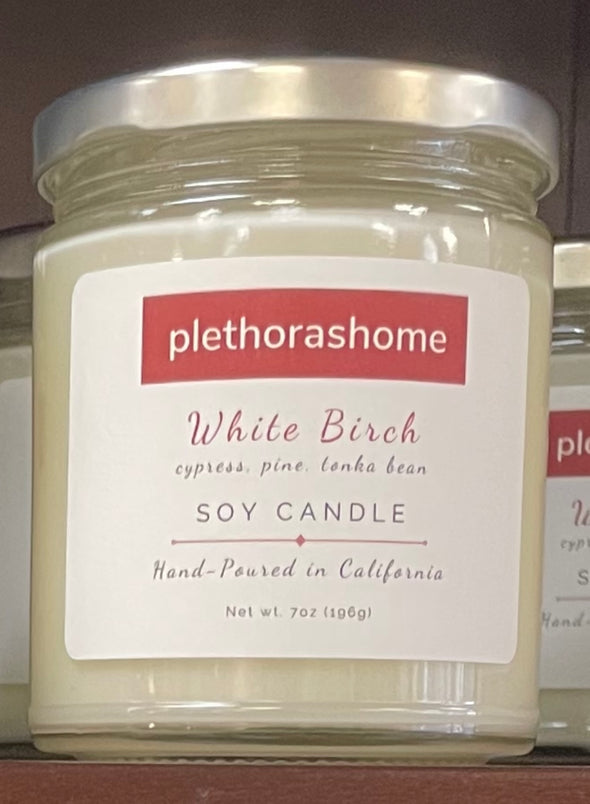 plethorashome
White Birch
cypress, pine, tonka bean
SOY CANDLE
Hand-Poured in California
Net wt. 7oz (196g)